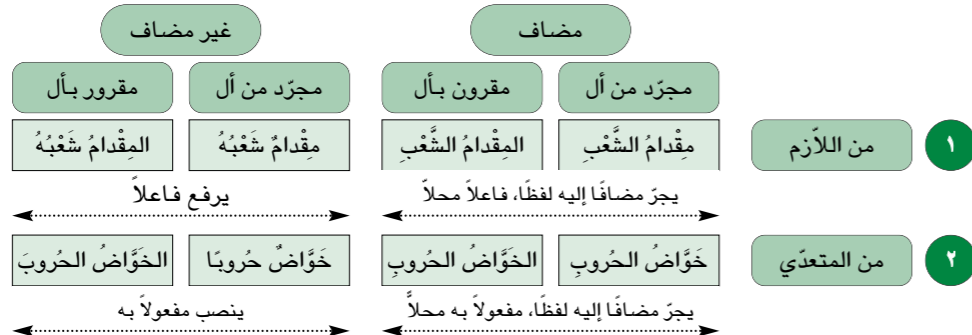 مضاف غير مضاف
مجرّد من أل مقرون بأل مجرّد من أل مقرور بأل
١ من اللاّزم مِقْدامُ الشَّعْبِ المِقْدامُ الشَّعْبِ مِقْدامٌ شَعْبُهُ المِقْدامُ شَعْبُهُ
يجرّ مضافًا إليه لفظًا، فاعلاً محلاًّ يرفع فاعلاً
٢ من المتعدّي خَوَّاضُ الحُروبِ الخَوَّاضُ الحُروبِ خَوَّاضٌ حُروبًا الخَوَّاضُ الحُروبَ
يجرّ مضافًا إليه لفظًا، مفعولاً به محلاًّ ينصب مفعولاً به